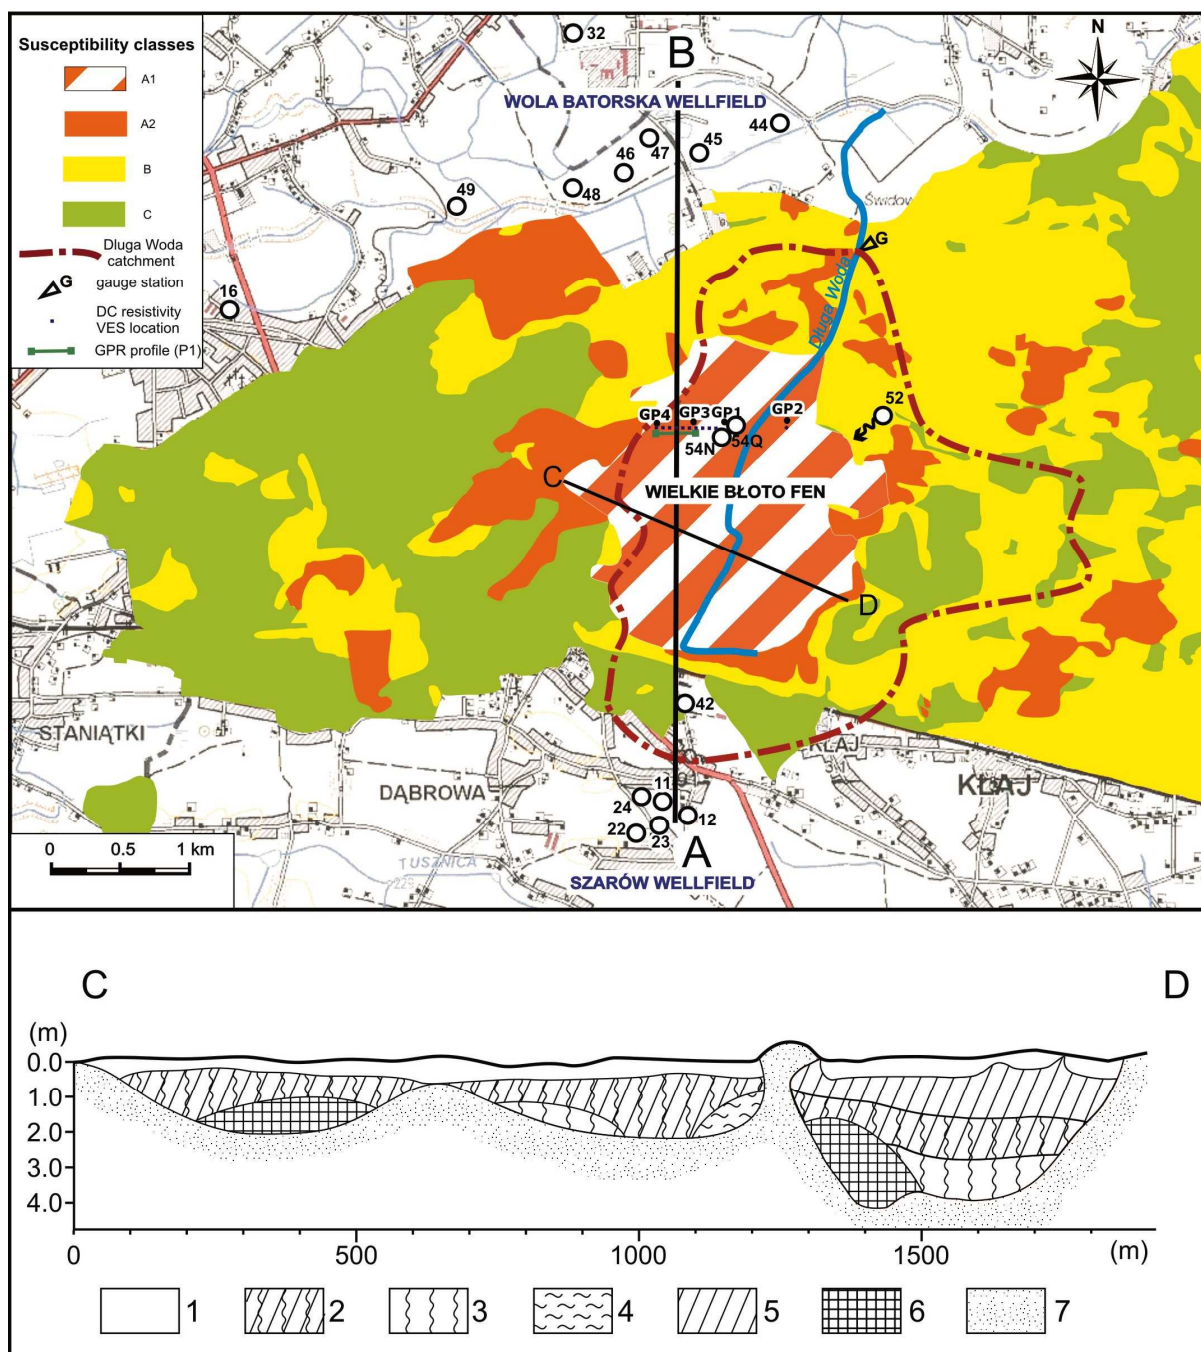 Susceptibility classes
A1
A2
B
C
Dluga Woda
catchment
G
gauge station
DC resistivity
VES location
GPR profile (P1)
N
32
B
WOLA BATORSKA WELLFIELD
44
47
45
46
48
49
16
G
Długa Woda
52
GP4
GP3
GP1
GP2
54N
54Q
C
WIELKIE BŁOTO FEN
D
42
STANIĄTKI
DĄBROWA
KŁAJ
KŁAJ
11
24
12
22
23
A
SZARÓW WELLFIELD
TUSZNICA
0 0.5 1 km
C
D
(m)
0.0
1.0
2.0
3.0
4.0
0 500 1000 1500 (m)
1 2 3 4 5 6 7